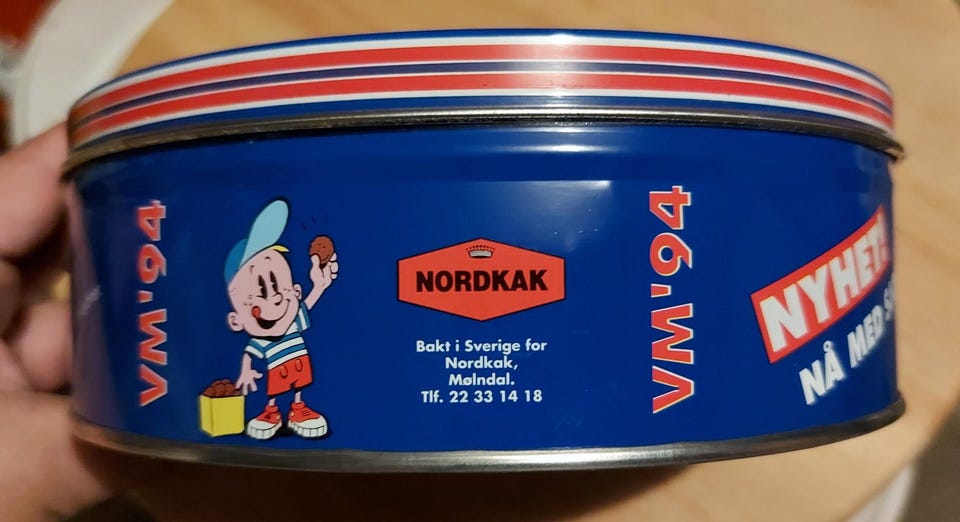 VM'94
NORDKAK
Bakt i Sverige for
Nordkak,
Mølndal.
Tlf. 22 33 14 18
VM'94
NYHET!
NÅ MED